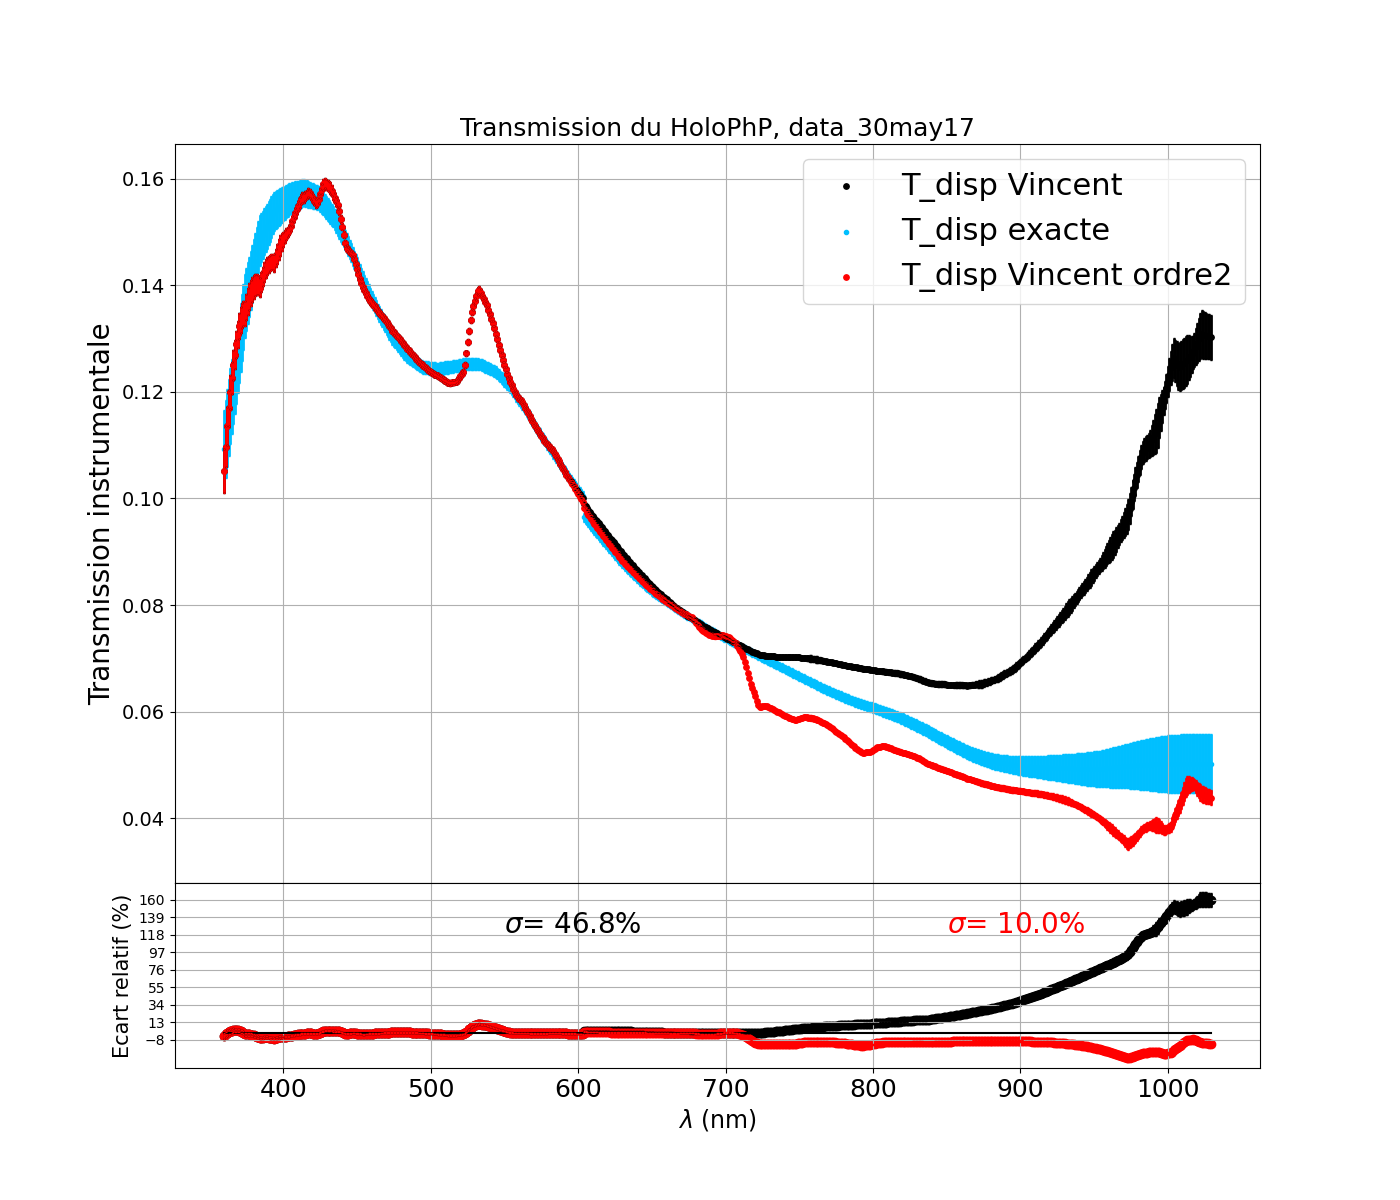 Transmission du HoloPhP, data_30may17
T_disp Vincent
T_disp exacte
T_disp Vincent ordre2
Transmission instrumentale
0.16
0.14
0.12
0.10
0.08
0.06
0.04
Ecart relatif (%)
160
139
118
97
76
55
34
13
−8
σ= 46.8%
σ= 10.0%
400 500 600 700 800 900 1000
λ (nm)